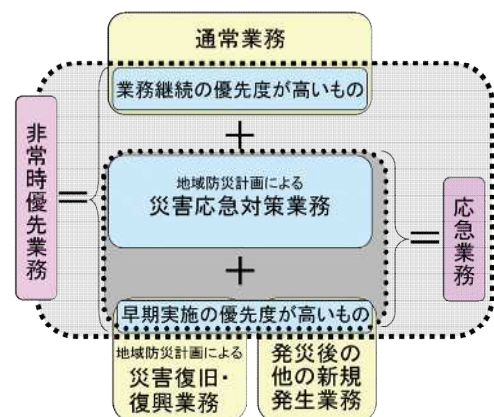 通常業務
業務継続の優先度が高いもの
＋
非常時優先業務
＝
地域防災計画による
災害応急対策業務
＝
応急業務
＋
早期実施の優先度が高いもの
地域防災計画による
災害復旧・
復興業務
発災後の
他の新規
発生業務